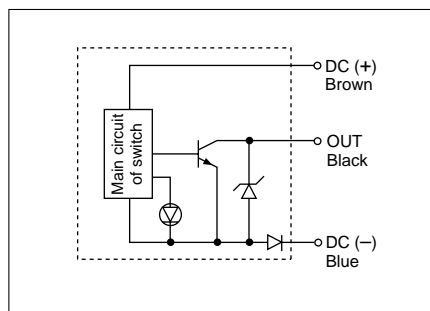 DC (+)
Brown
Main circuit
of switch
OUT
Black
DC (–)
Blue